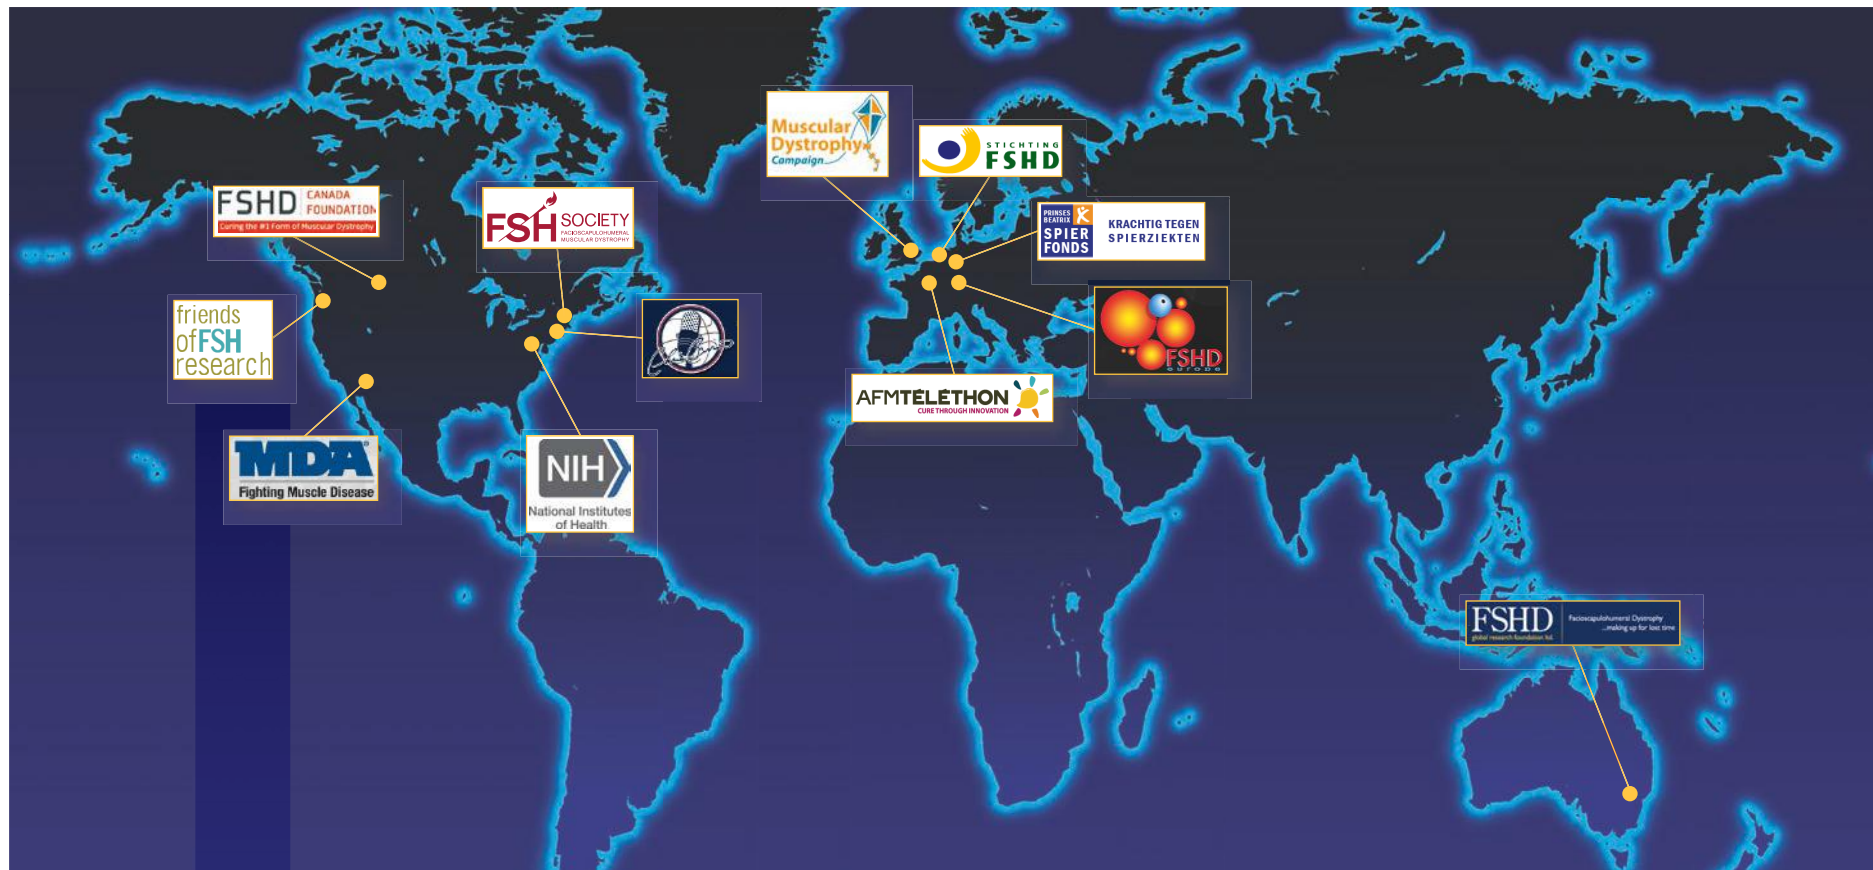 Muscular
Dystrophy
Campaign
STICHTING
FSHD
FSHD
CANADA
FOUNDATION
Curing the #1 Form of Muscular Dystrophy
FSH SOCIETY
FACIOSCAPULOHUMERAL
MUSCULAR DYSTROPHY
PRINSES
BEATRIX
SPIER
FONDS
KRACHTIG TEGEN
SPIERZIEKTEN
friends
of FSH
research
FSHD
europe
AFMTÉLÉTHON
CURE THROUGH INNOVATION
MDA
®
Fighting Muscle Disease
NIH
National Institutes
of Health
FSHD
global research foundation ltd.
Facioscapulohumeral Dystrophy
...making up for lost time